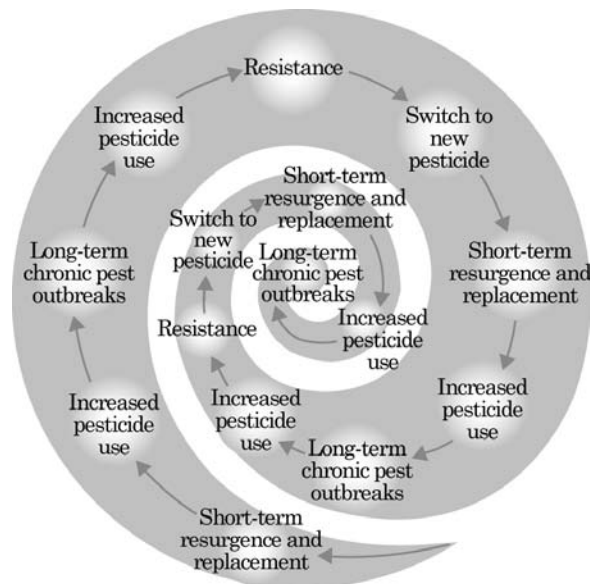 Short-term
resurgence and
replacement
Increased
pesticide
use
Long-term
chronic pest
outbreaks
Increased
pesticide
use
Resistance
Switch to
new
pesticide
Short-term
resurgence and
replacement
Increased
pesticide
use
Long-term
chronic pest
outbreaks
Increased
pesticide
use
Resistance
Switch to
new
pesticide
Short-term
resurgence and
replacement
Increased
pesticide
use
Long-term
chronic pest
outbreaks